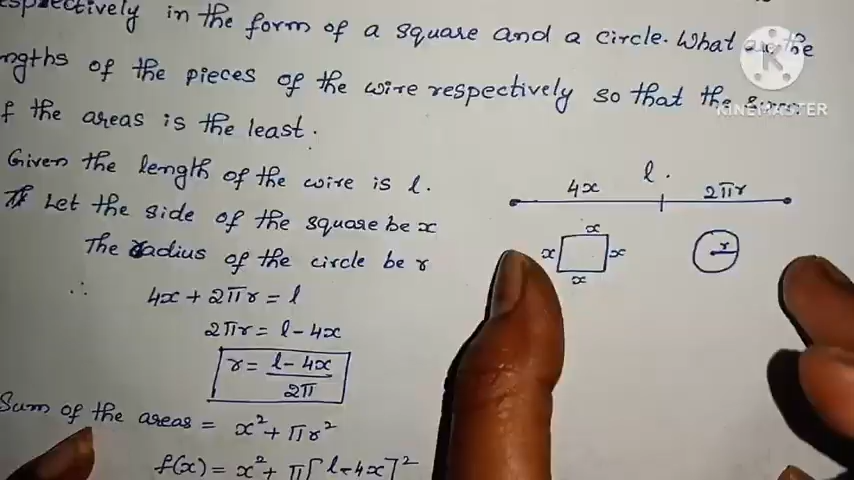 respectively in the form of a square and a circle. What are the
ngths of the pieces of the wire respectively so that the sum
f the areas is the least.
Given the length of the wire is l.
Let the side of the square be x
The radius of the circle be r
∴ 4x + 2πr = l
2πr = l - 4x
r = (l - 4x)/2π
Sum of the areas = x² + πr²
f(x) = x² + π[l - 4x]²
l.
4x 2πr
x
x x r
x
K
KINEMASTER